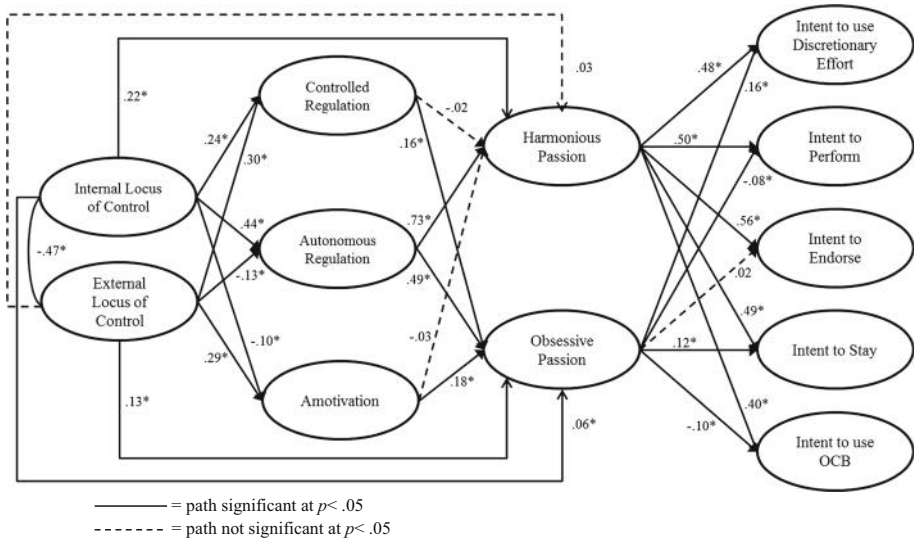 Intent to use
Discretionary
Effort
Controlled
Regulation
.03
.48*
.16*
.22*
-.02
.24*
.30*
.16*
Harmonious
Passion
.50*
Intent to
Perform
-.08*
Internal Locus
of Control
.44*
Autonomous
Regulation
.73*
.56*
Intent to
Endorse
-.47*
-.13*
.49*
.02
External
Locus of
Control
-.10*
-.03
Obsessive
Passion
.49*
.12*
Intent to Stay
.29*
.13*
Amotivation
.18*
.06*
.40*
-.10*
Intent to use
OCB
= path significant at p< .05
= path not significant at p< .05